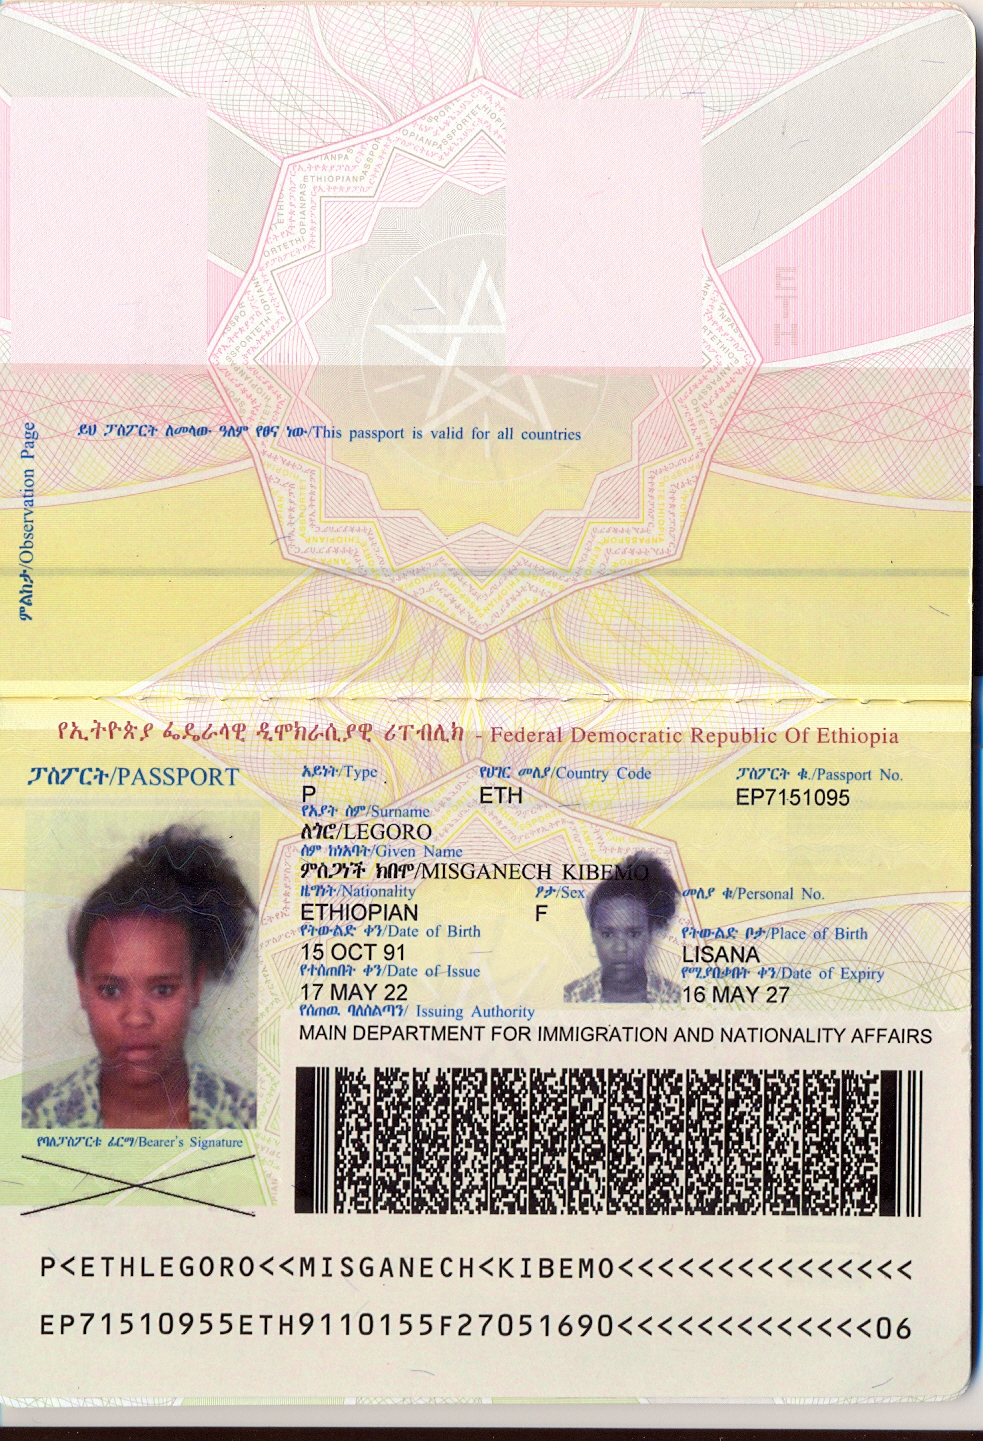 ምልከታ/Observation Page
ይህ ፓስፖርት ለመላው ዓለም የፀና ነው/This passport is valid for all countries
ETH
የኢትዮጵያ ፌዴራላዊ ዲሞክራሲያዊ ሪፐብሊክ - Federal Democratic Republic Of Ethiopia
ፓስፖርት/PASSPORT
አይነት/Type
የሀገር መለያ/Country Code
ፓስፖርት ቁ./Passport No.
P
ETH
EP7151095
የአያት ስም/Surname
ለጎሮ/LEGORO
ስም ከነአባት/Given Name
ምስጋነች ከበሞ/MISGANECH KIBEMO
ዜግነት/Nationality
ፆታ/Sex
መለያ ቁ/Personal No.
ETHIOPIAN
F
የትውልድ ቀን/Date of Birth
የትውልድ ቦታ/Place of Birth
15 OCT 91
LISANA
የተሰጠበት ቀን/Date of Issue
የሚያበቃበት ቀን/Date of Expiry
17 MAY 22
16 MAY 27
የሰጠዉ ባለስልጣን/ Issuing Authority
MAIN DEPARTMENT FOR IMMIGRATION AND NATIONALITY AFFAIRS
የባለፓስፖርቱ ፊርማ/Bearer's Signature
P<ETHLEGORO<<MISGANECH<KIBEMO<<<<<<<<<<<<<<<
EP71510955ETH9110155F27051690<<<<<<<<<<<<<06